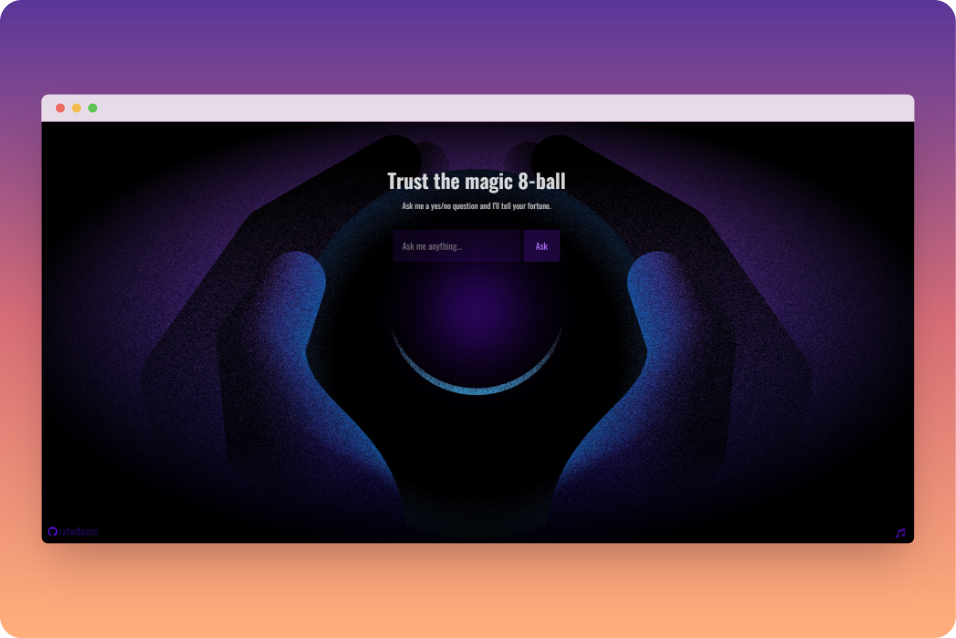 Trust the magic 8-ball
Ask me a yes/no question and I'll tell your fortune.
Ask me anything...
Ask